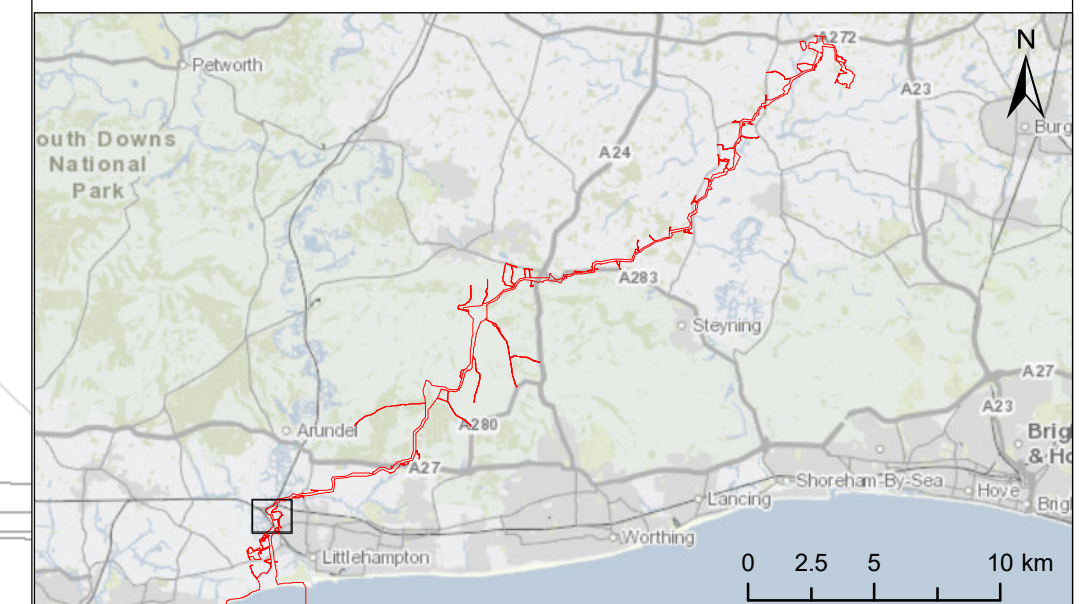 A272
N
Petworth
A23
Burg
outh Downs
National
Park
A24
A283
Steyning
A27
A23
Arundel
A280
Brig
& Ho
A27
Shoreham-By-Sea
Hove
Lancing
Brig
Worthing
Littlehampton
0 2.5 5 10 km